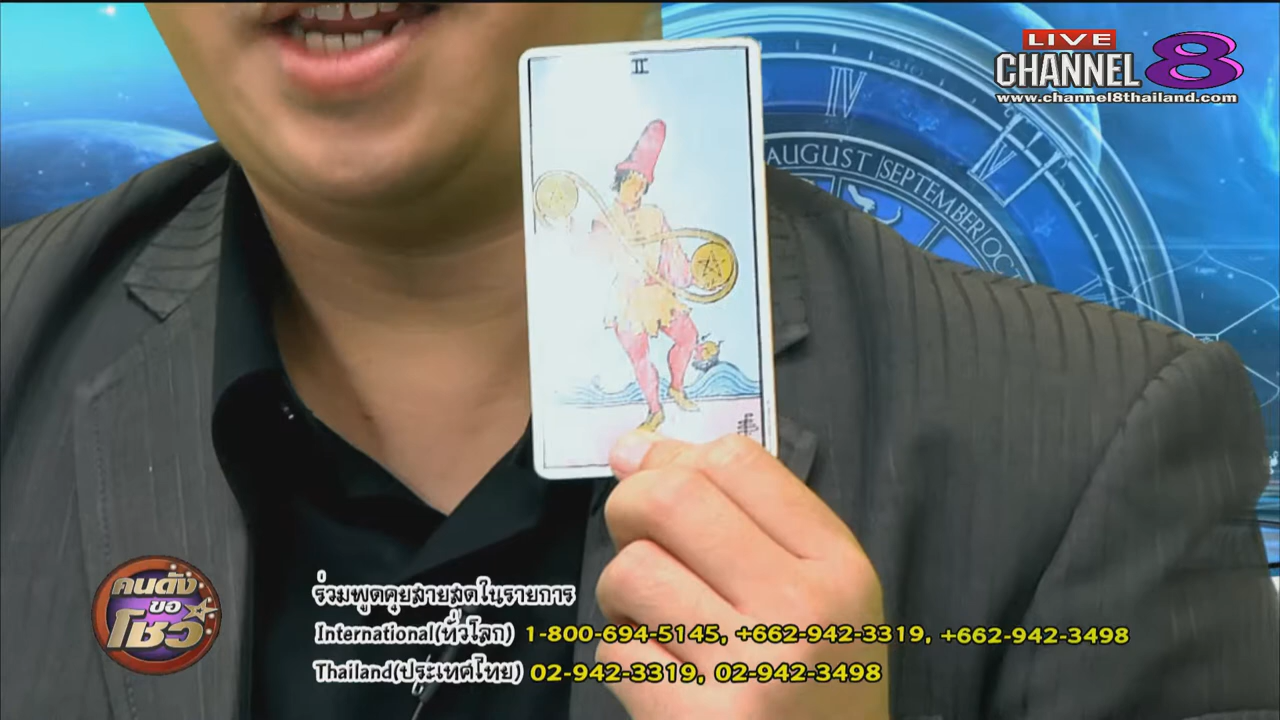 II
LIVE
CHANNEL 8
www.channel8thailand.com
IV
AUGUST SEPTEMBER OCT
คนดัง
ขอ
โชว์
ร่วมพูดคุยสายสดในรายการ
International(ทั่วโลก) 1-800-694-5145, +662-942-3319, +662-942-3498
Thailand(ประเทศไทย) 02-942-3319, 02-942-3498